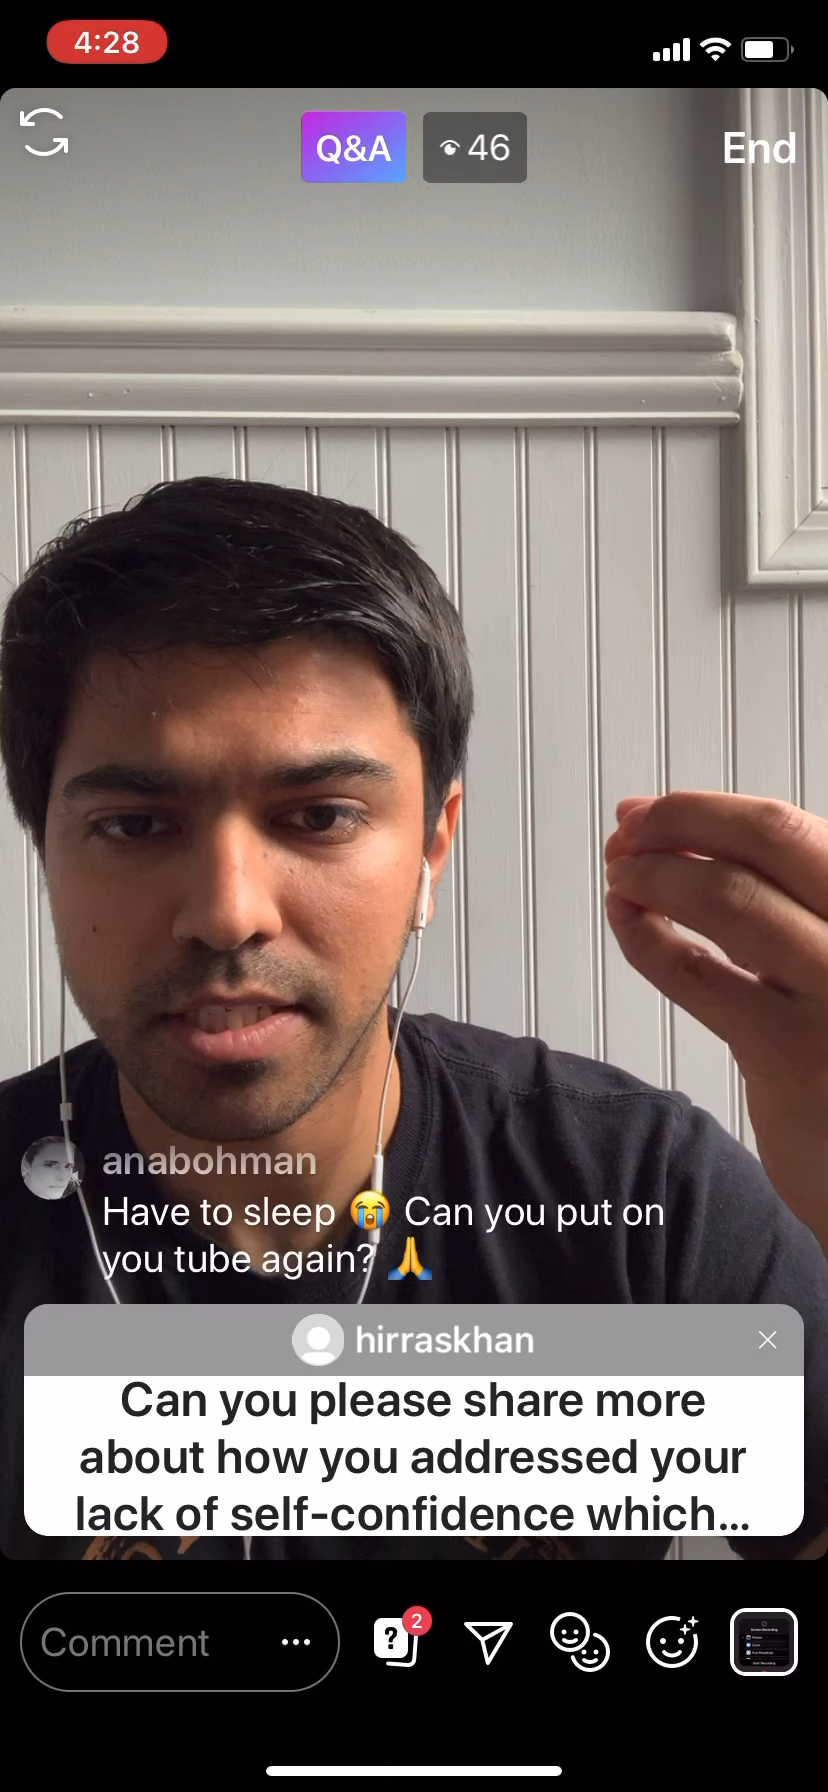 4:28
Q&A
46
End
anabohman
Have to sleep 😭 Can you put on
you tube again? 🙏
hirraskhan
Can you please share more
about how you addressed your
lack of self-confidence which...
Comment
2